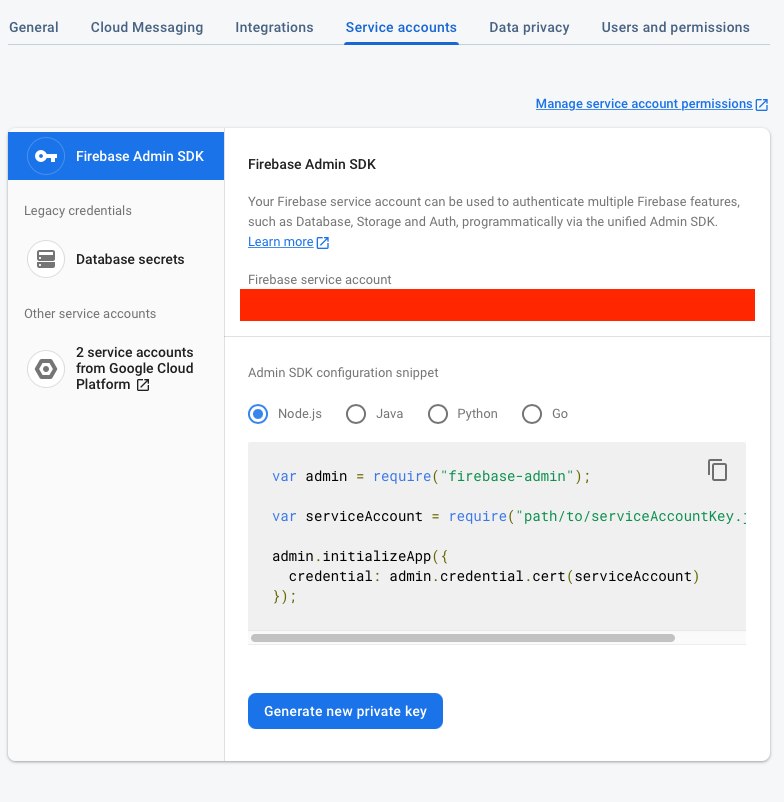 General Cloud Messaging Integrations Service accounts Data privacy Users and permissions
Manage service account permissions
Firebase Admin SDK
Legacy credentials
Database secrets
Other service accounts
2 service accounts
from Google Cloud
Platform
Firebase Admin SDK
Your Firebase service account can be used to authenticate multiple Firebase features,
such as Database, Storage and Auth, programmatically via the unified Admin SDK.
Learn more
Firebase service account
Admin SDK configuration snippet
Node.js Java Python Go
var admin = require("firebase-admin");
var serviceAccount = require("path/to/serviceAccountKey.j
admin.initializeApp({
  credential: admin.credential.cert(serviceAccount)
});
Generate new private key